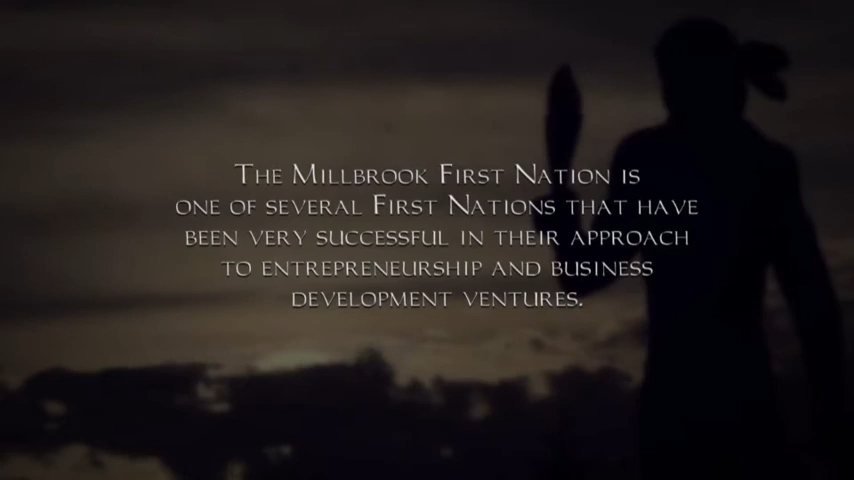 The Millbrook First Nation is
one of several First Nations that have
been very successful in their approach
to entrepreneurship and business
development ventures.